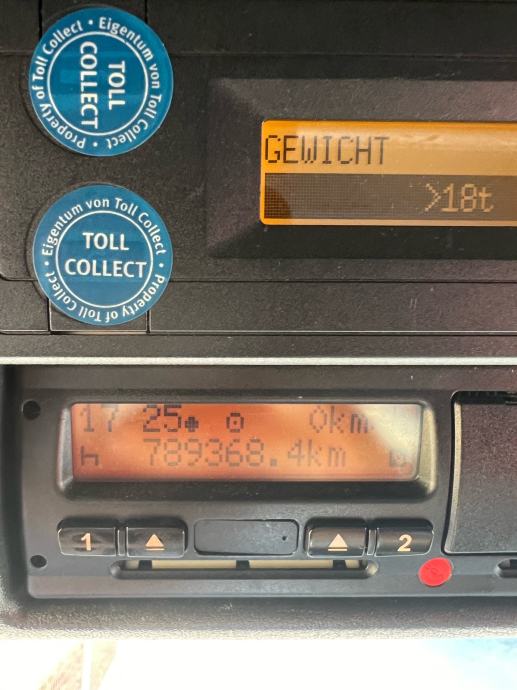 Eigentum von Toll Collect • Property of Toll Collect •
TOLL
COLLECT
GEWICHT
>18t
Eigentum von Toll Collect • Property of Toll Collect •
TOLL
COLLECT
17 25 0km
789368.4km
1
2